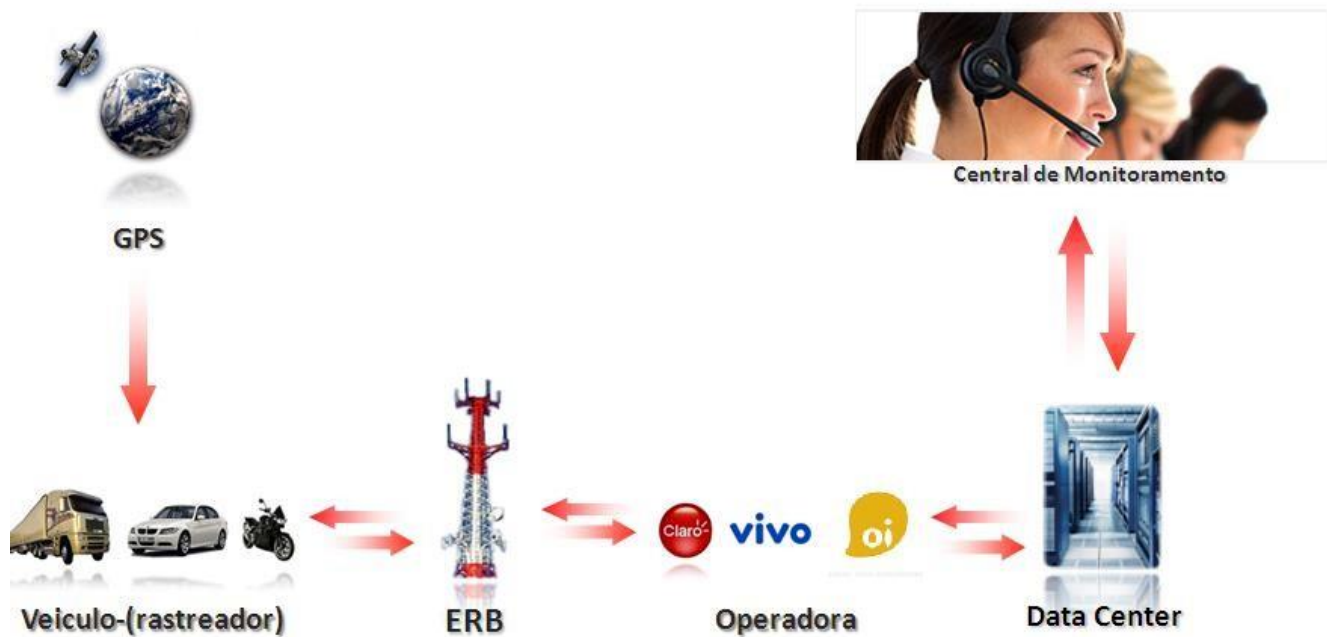 Central de Monitoramento
GPS
Claro
vivo
oi
Veiculo-(rastreador)
ERB
Operadora
Data Center